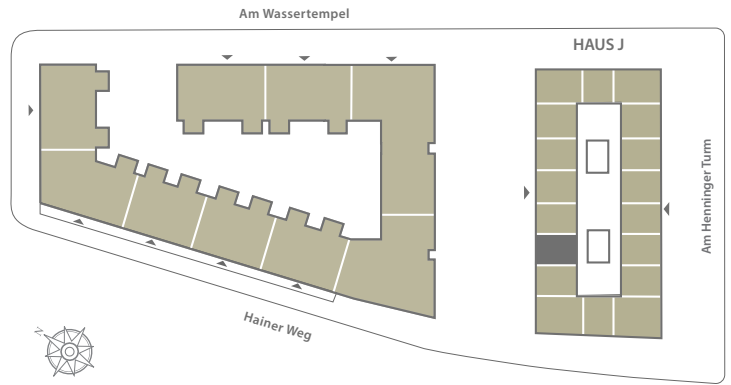 Am Wassertempel
HAUS J
Am Henninger Turm
Hainer Weg
N